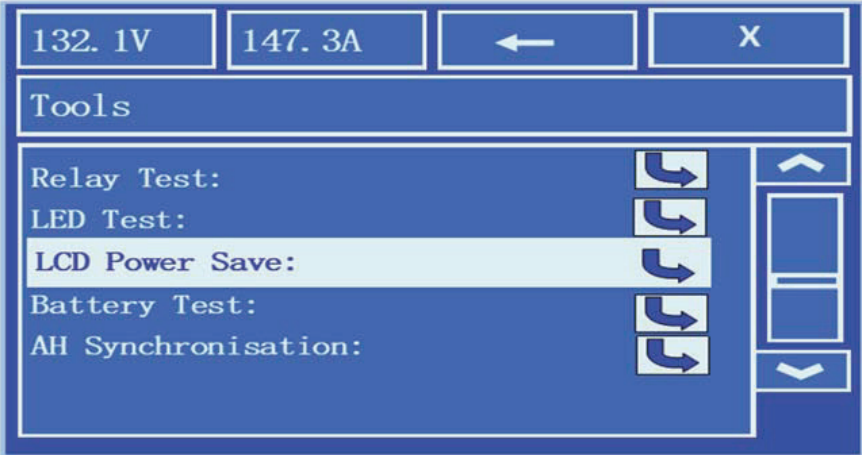 132.1V 147.3A X
Tools
Relay Test:
LED Test:
LCD Power Save:
Battery Test:
AH Synchronisation: